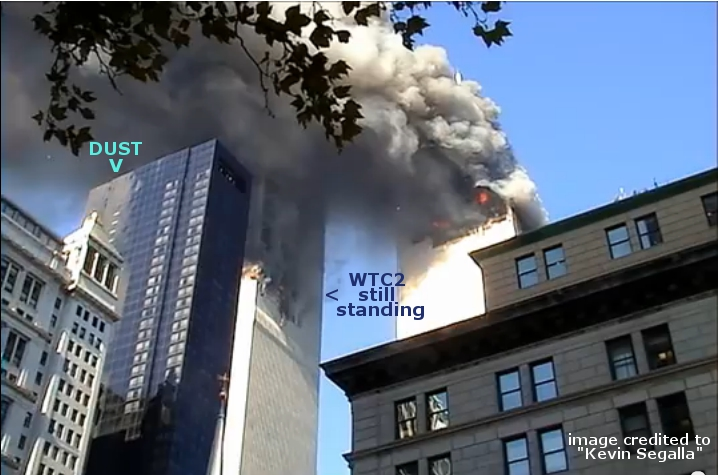 DUST
V
WTC2
< still
standing
image credited to
"Kevin Segalla"